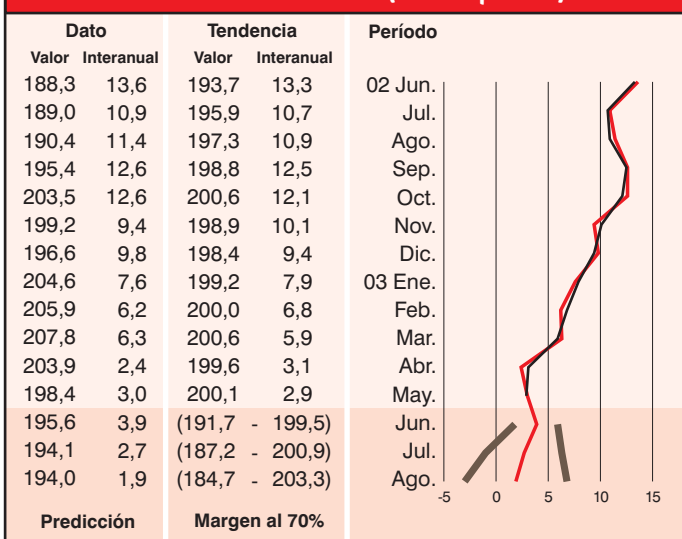 Dato Tendencia Período
Valor Interanual Valor Interanual
188,3 13,6 193,7 13,3 02 Jun.
189,0 10,9 195,9 10,7 Jul.
190,4 11,4 197,3 10,9 Ago.
195,4 12,6 198,8 12,5 Sep.
203,5 12,6 200,6 12,1 Oct.
199,2 9,4 198,9 10,1 Nov.
196,6 9,8 198,4 9,4 Dic.
204,6 7,6 199,2 7,9 03 Ene.
205,9 6,2 200,0 6,8 Feb.
207,8 6,3 200,6 5,9 Mar.
203,9 2,4 199,6 3,1 Abr.
198,4 3,0 200,1 2,9 May.
195,6 3,9 (191,7 - 199,5) Jun.
194,1 2,7 (187,2 - 200,9) Jul.
194,0 1,9 (184,7 - 203,3) Ago.
-5 0 5 10 15
Predicción Margen al 70%